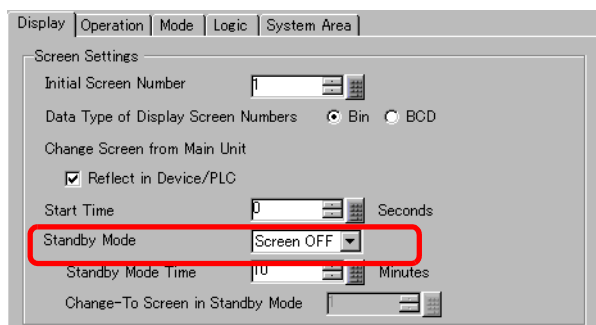 Display Operation Mode Logic System Area
Screen Settings
Initial Screen Number 1
Data Type of Display Screen Numbers Bin BCD
Change Screen from Main Unit
Reflect in Device/PLC
Start Time 0 Seconds
Standby Mode Screen OFF
Standby Mode Time 10 Minutes
Change-To Screen in Standby Mode 1